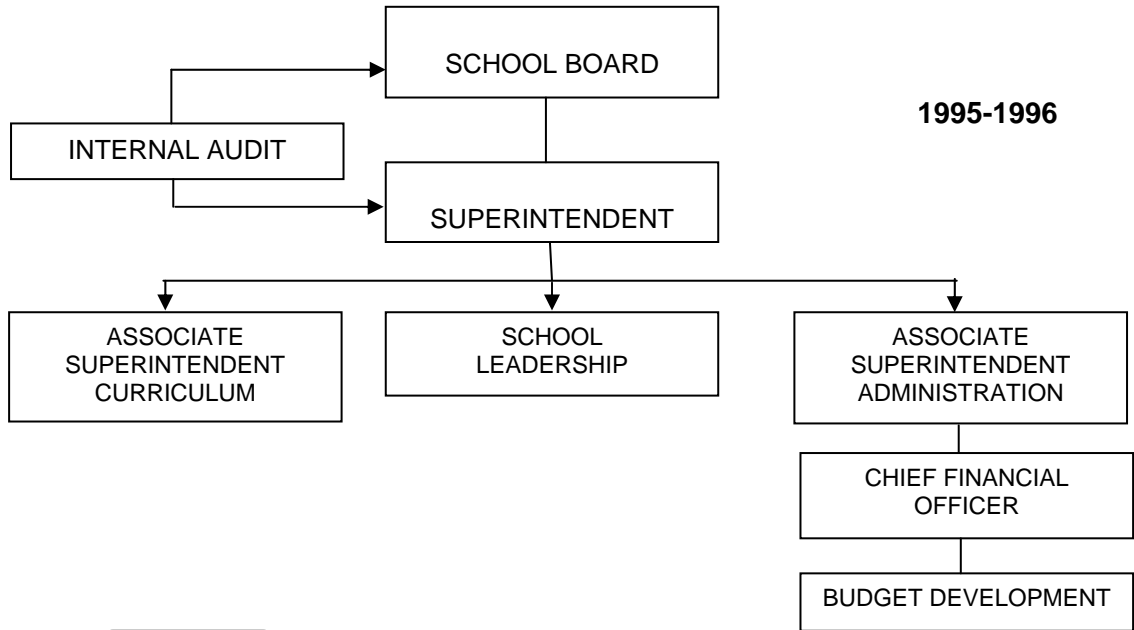 SCHOOL BOARD
1995-1996
INTERNAL AUDIT
SUPERINTENDENT
ASSOCIATE
SUPERINTENDENT
CURRICULUM
SCHOOL
LEADERSHIP
ASSOCIATE
SUPERINTENDENT
ADMINISTRATION
CHIEF FINANCIAL
OFFICER
BUDGET DEVELOPMENT